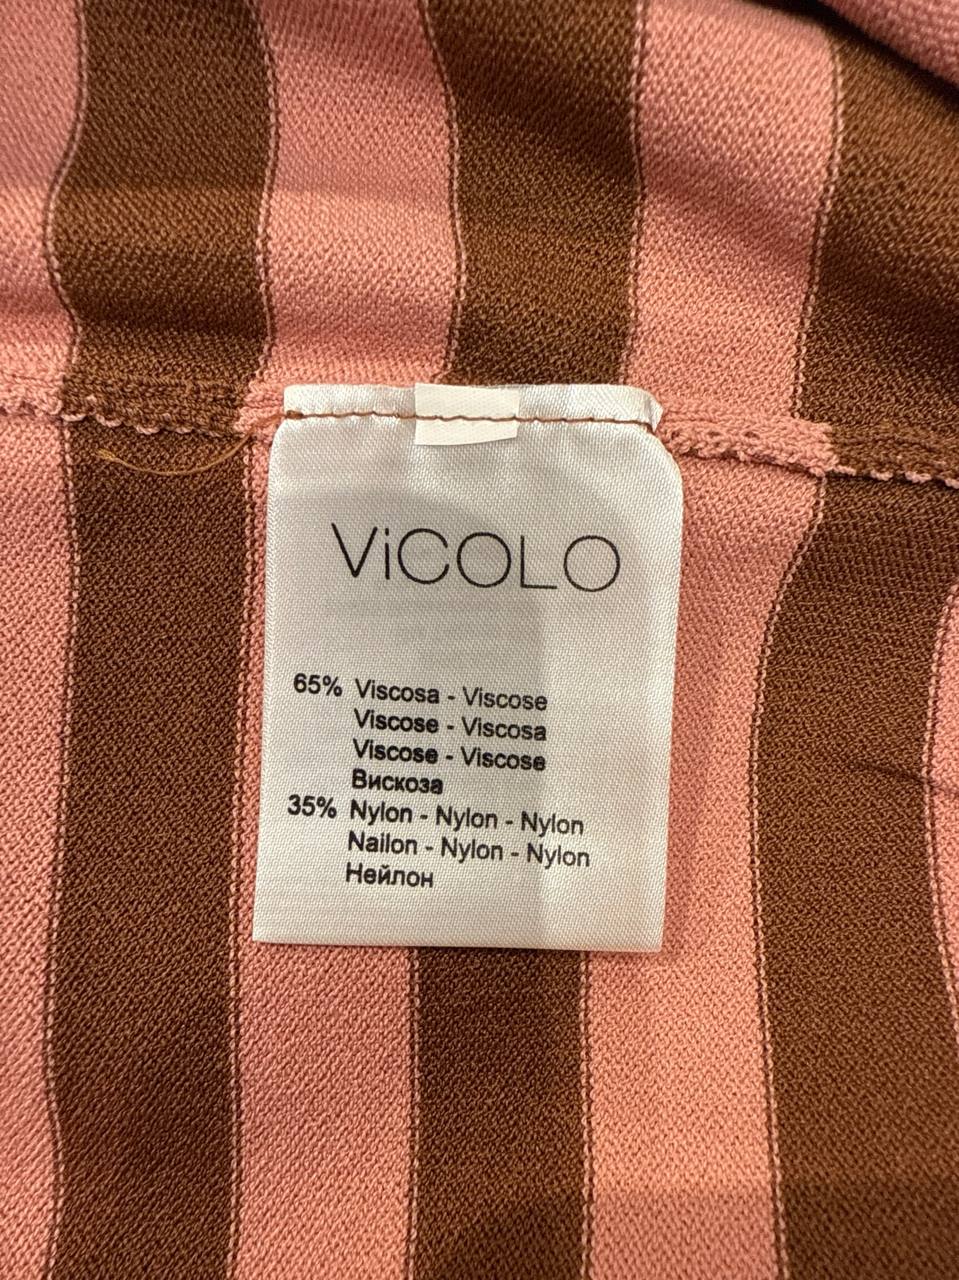 ViCOLO
65% Viscosa - Viscose
Viscose - Viscosa
Viscose - Viscose
Вискоза
35% Nylon - Nylon - Nylon
Nailon - Nylon - Nylon
Нейлон